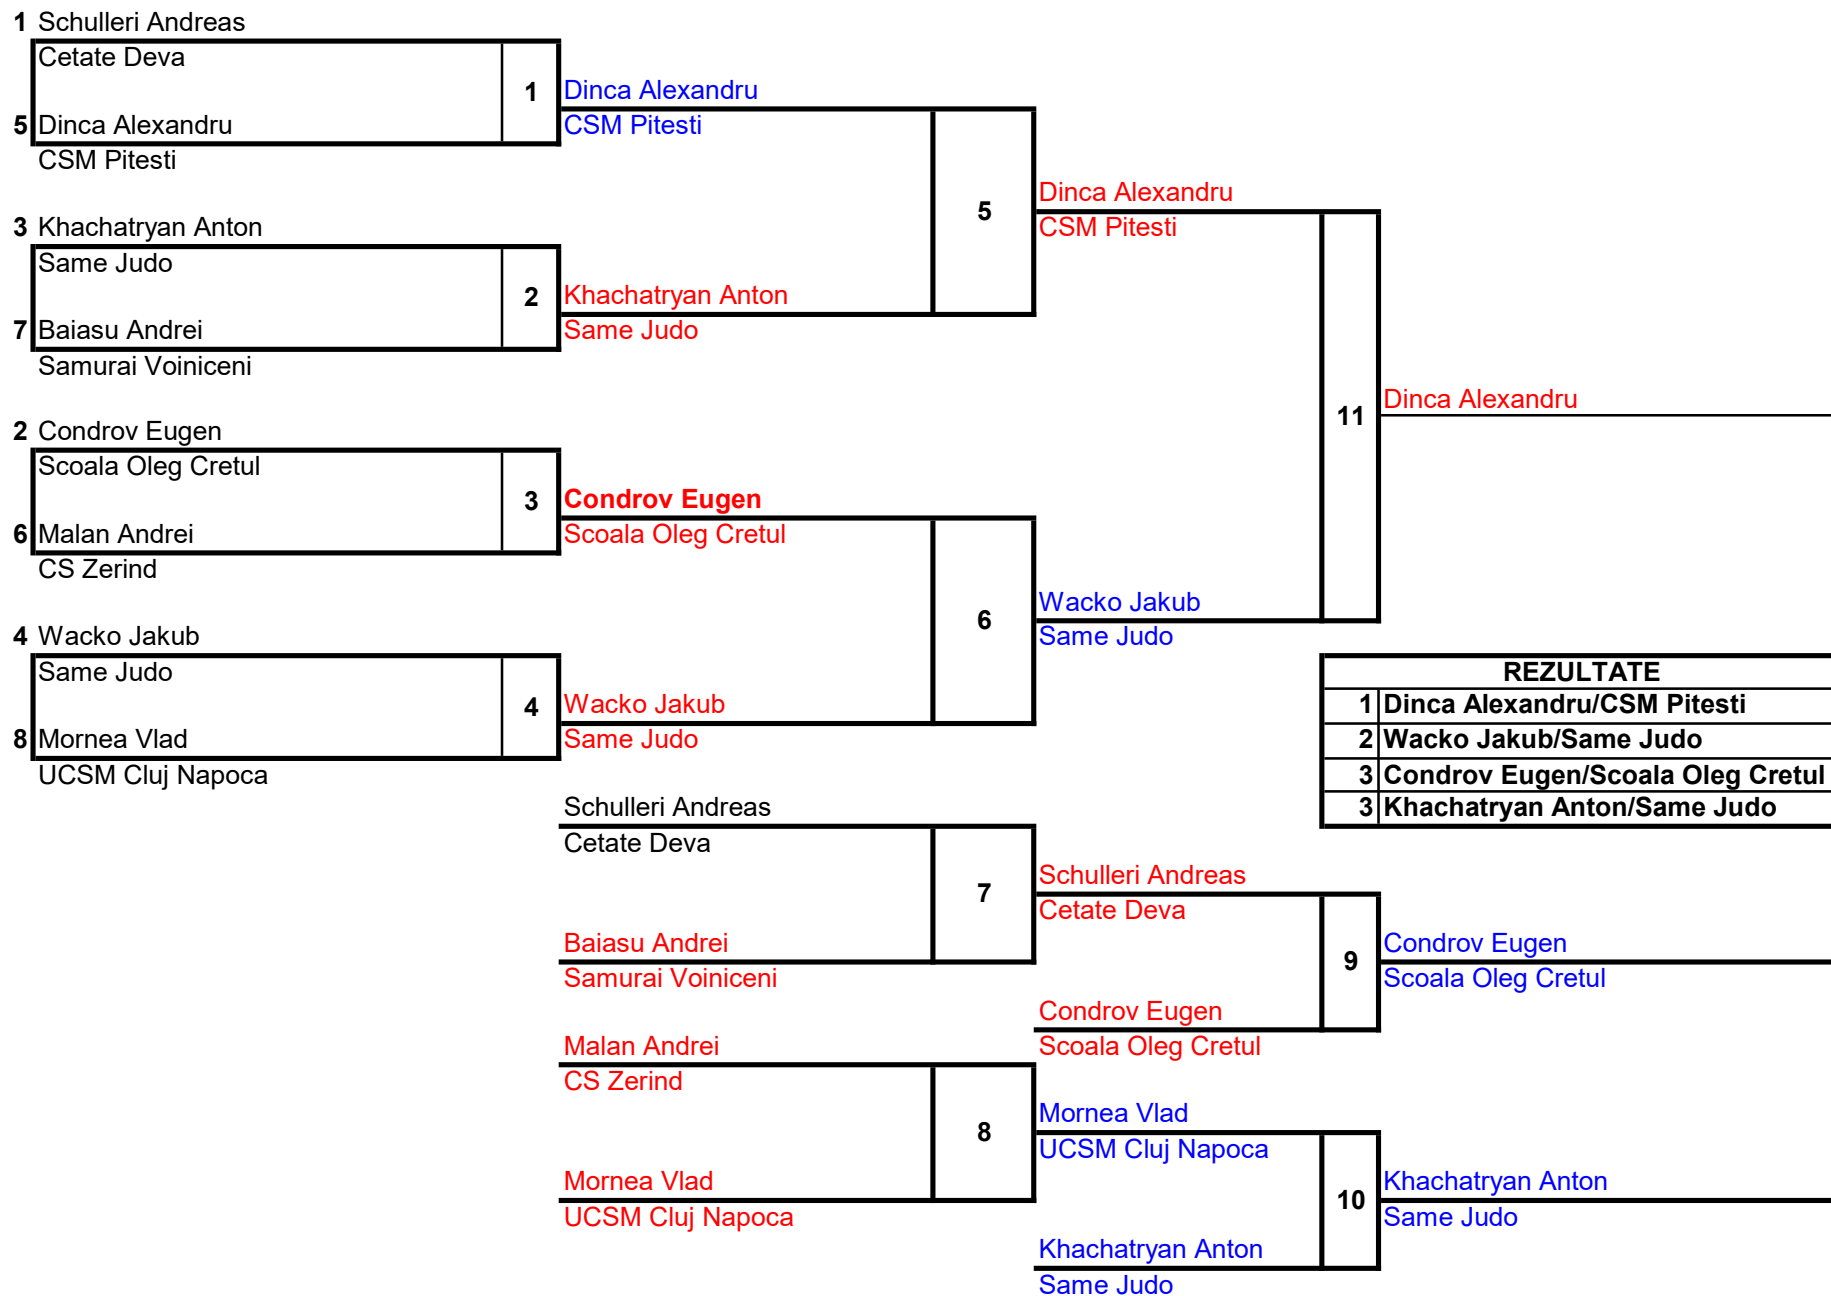 1 Schulleri Andreas
Cetate Deva
1 Dinca Alexandru
5 Dinca Alexandru
CSM Pitesti
CSM Pitesti
5 Dinca Alexandru
CSM Pitesti
3 Khachatryan Anton
Same Judo
2 Khachatryan Anton
7 Baiasu Andrei
Same Judo
Samurai Voiniceni
11 Dinca Alexandru
2 Condrov Eugen
Scoala Oleg Cretul
3 Condrov Eugen
6 Malan Andrei
Scoala Oleg Cretul
CS Zerind
6 Wacko Jakub
Same Judo
4 Wacko Jakub
Same Judo
4 Wacko Jakub
8 Mornea Vlad
Same Judo
UCSM Cluj Napoca
REZULTATE
1 Dinca Alexandru/CSM Pitesti
2 Wacko Jakub/Same Judo
3 Condrov Eugen/Scoala Oleg Cretul
3 Khachatryan Anton/Same Judo
Schulleri Andreas
Cetate Deva
7 Schulleri Andreas
Cetate Deva
Baiasu Andrei
Samurai Voiniceni
9 Condrov Eugen
Scoala Oleg Cretul
Condrov Eugen
Scoala Oleg Cretul
Malan Andrei
CS Zerind
8 Mornea Vlad
UCSM Cluj Napoca
Mornea Vlad
UCSM Cluj Napoca
10 Khachatryan Anton
Same Judo
Khachatryan Anton
Same Judo